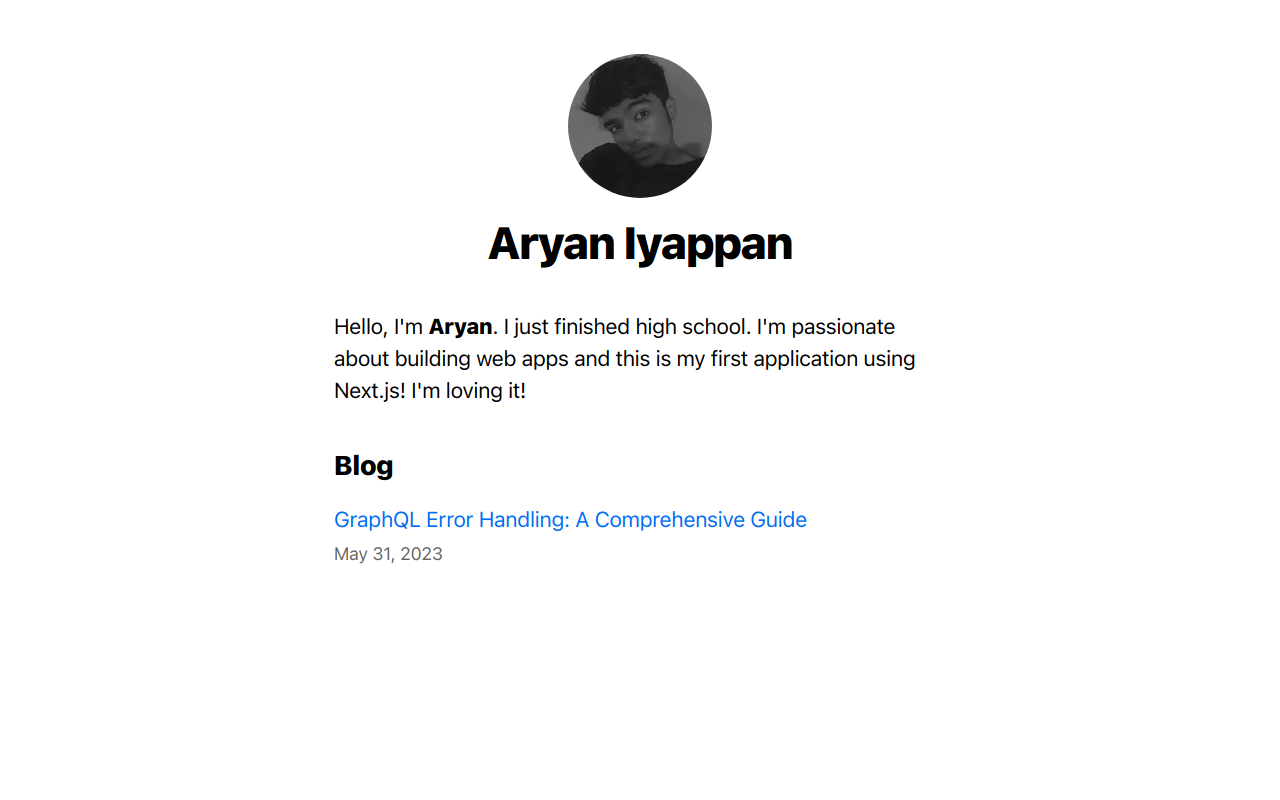 Aryan Iyappan
Hello, I'm Aryan. I just finished high school. I'm passionate
about building web apps and this is my first application using
Next.js! I'm loving it!
Blog
GraphQL Error Handling: A Comprehensive Guide
May 31, 2023